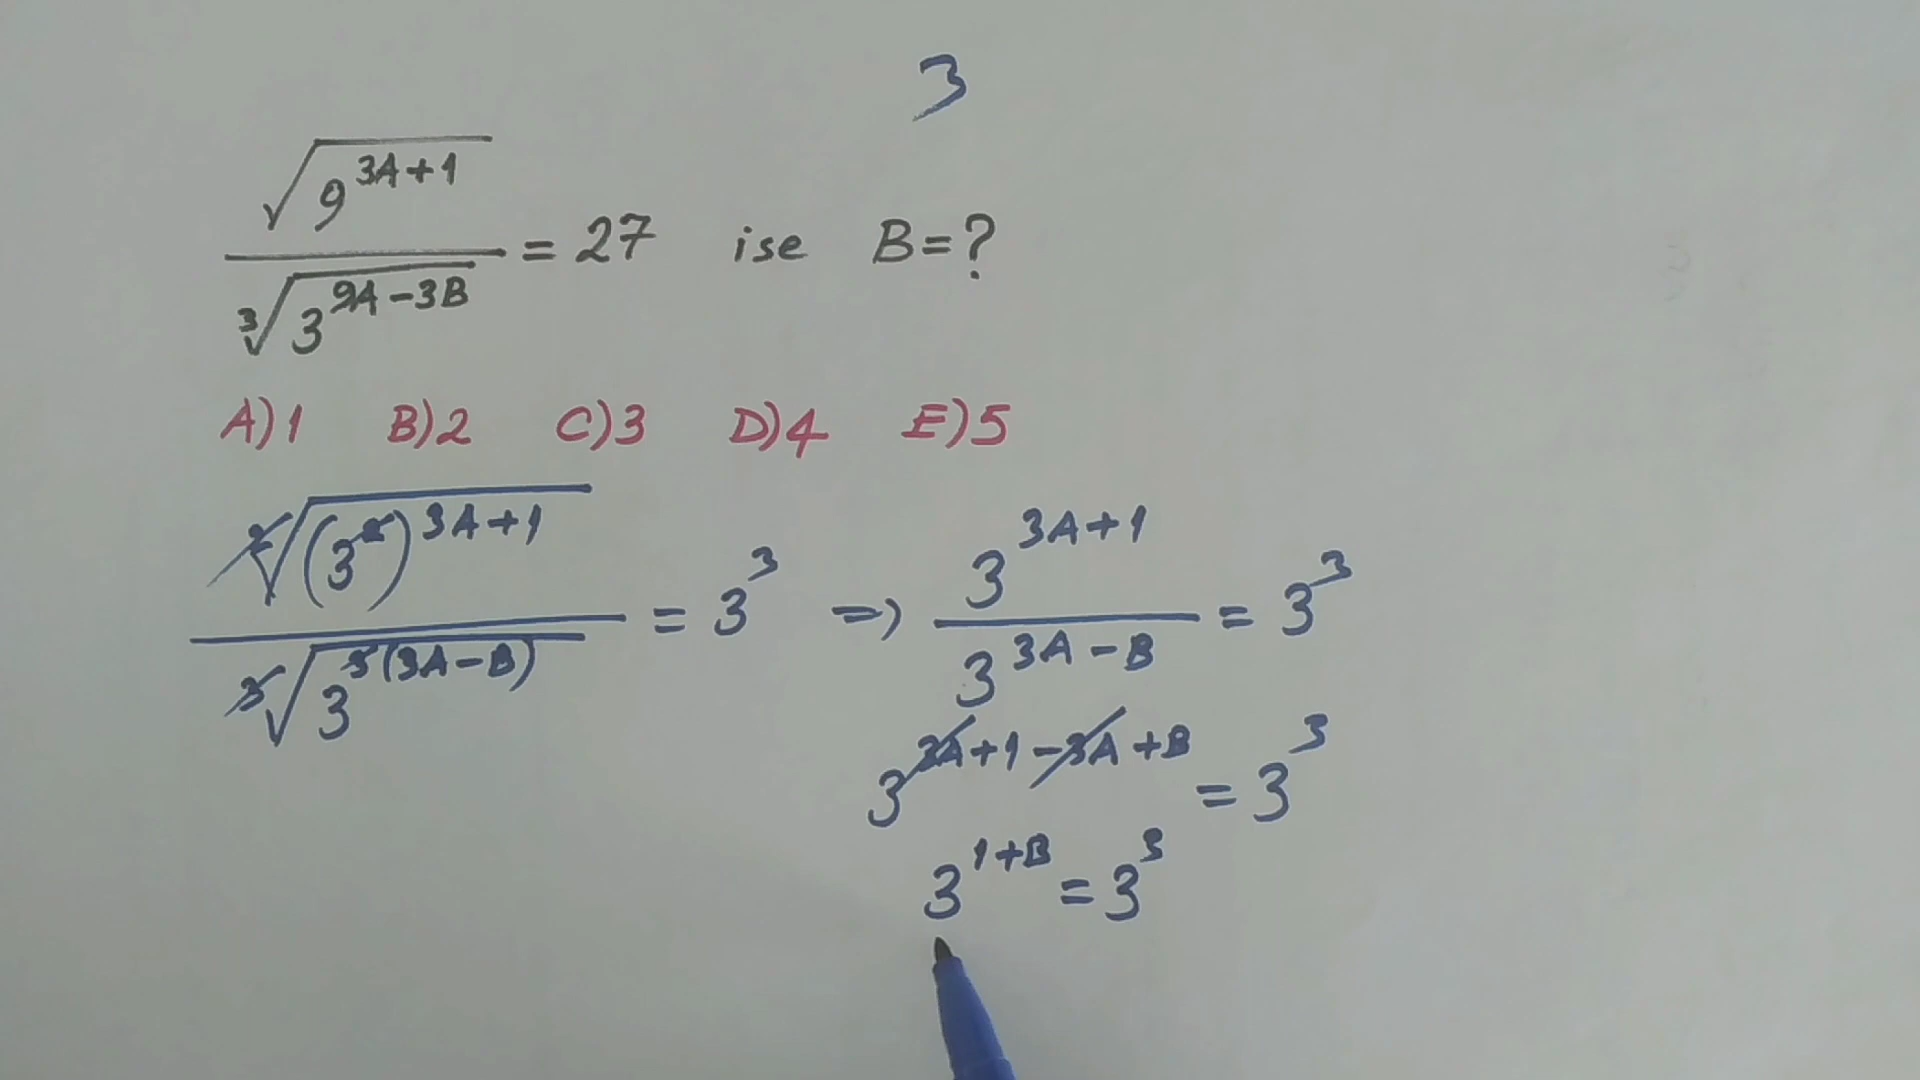 3
√9^(3A+1) / ³√3^(9A-3B) = 27 ise B=?
A)1 B)2 C)3 D)4 E)5
²√(3²)^(3A+1) / ³√3^(3(3A-B)) = 3³ => 3^(3A+1) / 3^(3A-B) = 3³
3^(3A+1-3A+B) = 3³
3^(1+B) = 3³